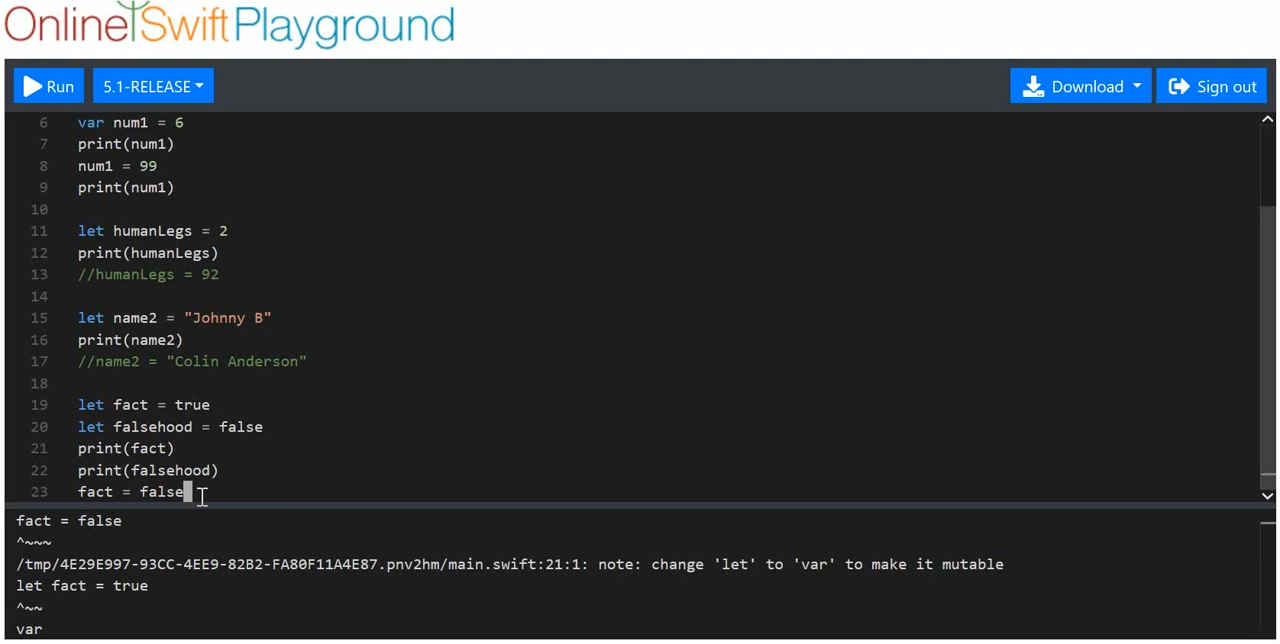 OnlineSwiftPlayground
Run 5.1-RELEASE Download Sign out
6 var num1 = 6
7 print(num1)
8 num1 = 99
9 print(num1)
10
11 let humanLegs = 2
12 print(humanLegs)
13 //humanLegs = 92
14
15 let name2 = "Johnny B"
16 print(name2)
17 //name2 = "Colin Anderson"
18
19 let fact = true
20 let falsehood = false
21 print(fact)
22 print(falsehood)
23 fact = false
fact = false
^~~~
/tmp/4E29E997-93CC-4EE9-82B2-FA80F11A4E87.pnv2hm/main.swift:21:1: note: change 'let' to 'var' to make it mutable
let fact = true
^~~
var